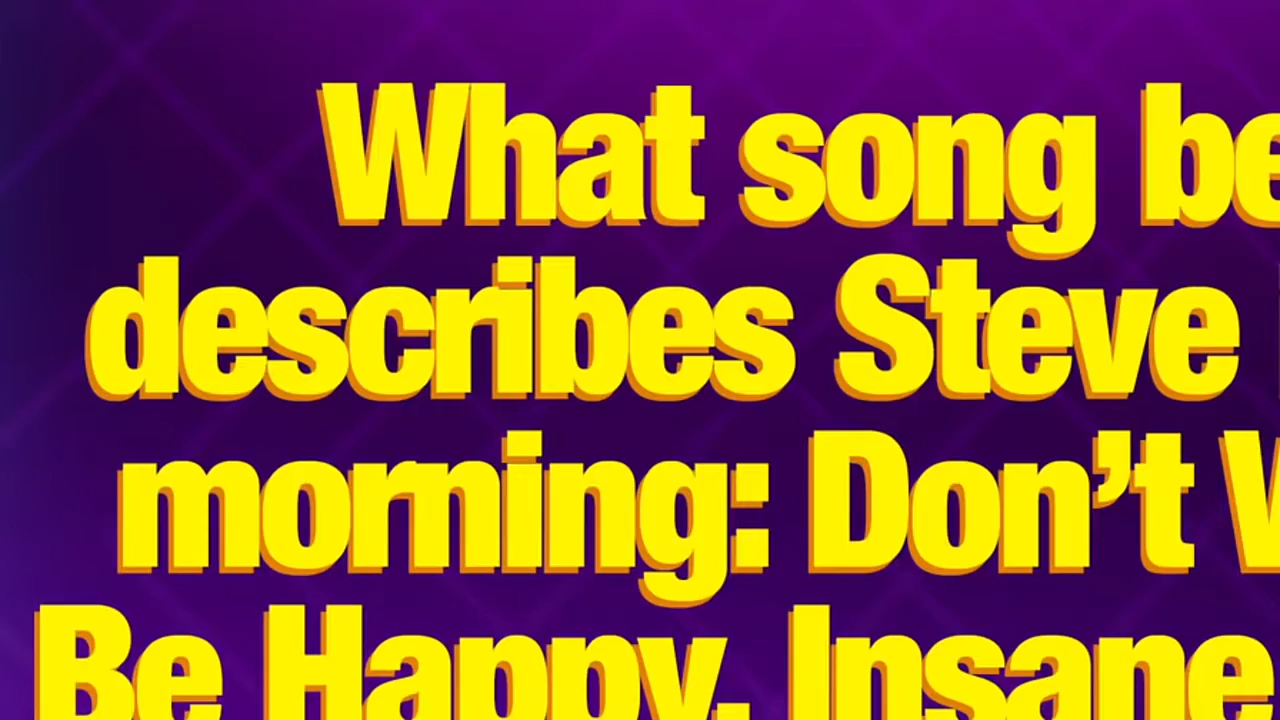 What song be
describes Steve
morning: Don’t
Be Happy, Insane